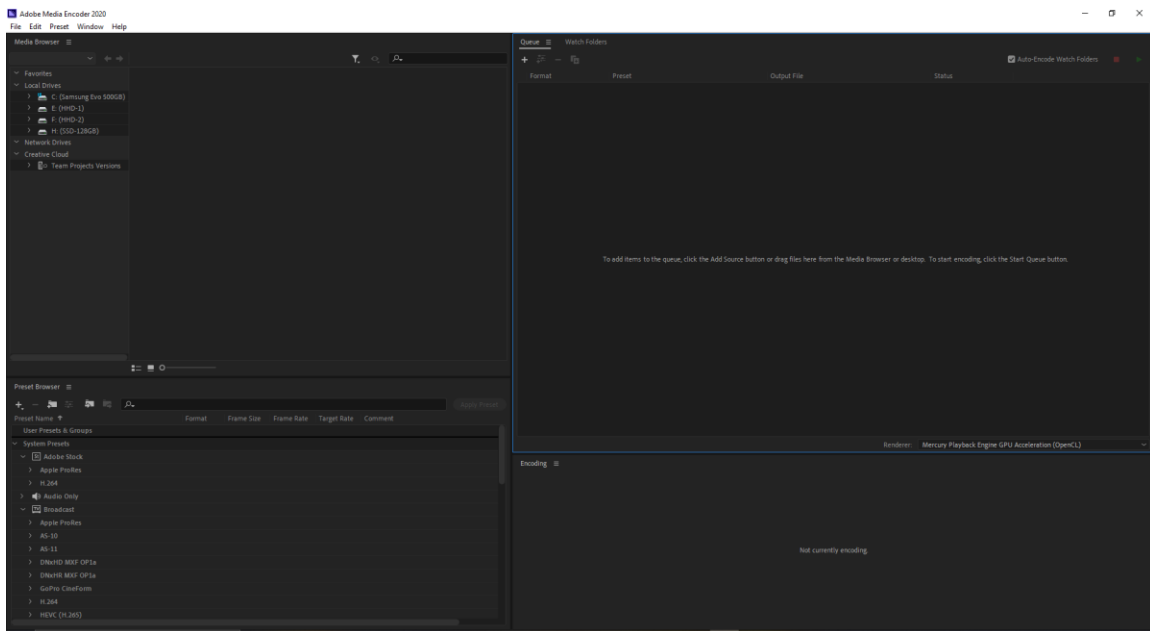 Adobe Media Encoder 2020
File Edit Preset Window Help
Media Browser
Favorites
Local Drives
C: (Samsung Evo 500GB)
E: (HHD-1)
F: (HHD-2)
H: (SSD-128GB)
Network Drives
Creative Cloud
Team Projects Versions
Preset Browser
Apply Preset
Preset Name Format Frame Size Frame Rate Target Rate Comment
User Presets & Groups
System Presets
Adobe Stock
Apple ProRes
H.264
Audio Only
Broadcast
Apple ProRes
AS-10
AS-11
DNxHD MXF OP1a
DNxHR MXF OP1a
GoPro CineForm
H.264
HEVC (H.265)
Queue Watch Folders
Auto-Encode Watch Folders
Format Preset Output File Status
To add items to the queue, click the Add Source button or drag files here from the Media Browser or desktop. To start encoding, click the Start Queue button.
Renderer: Mercury Playback Engine GPU Acceleration (OpenCL)
Encoding
Not currently encoding.